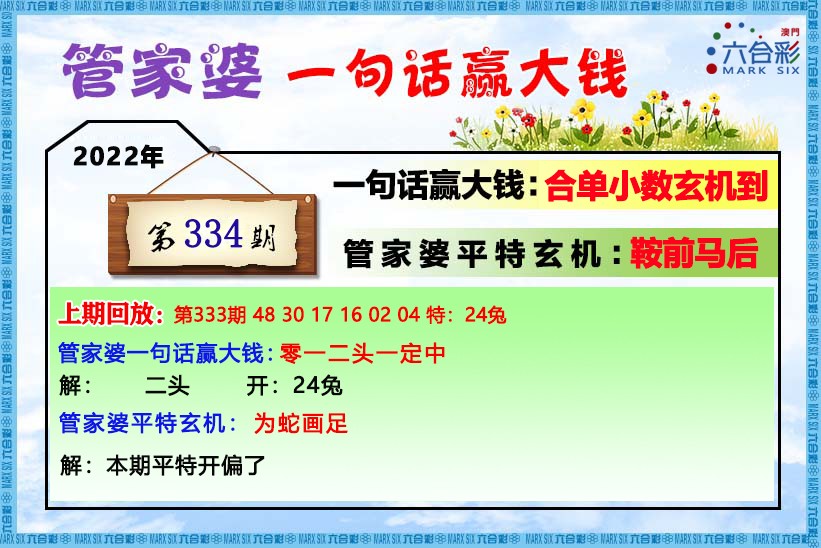 管家婆 一句话赢大钱
澳門
六合彩
MARK SIX
2022年
第334期
一句话赢大钱：合单小数玄机到
管家婆平特玄机：鞍前马后
上期回放：第333期 48 30 17 16 02 04 特：24兔
管家婆一句话赢大钱：零一二头一定中
解： 二头 开：24兔
管家婆平特玄机：为蛇画足
解：本期平特开偏了